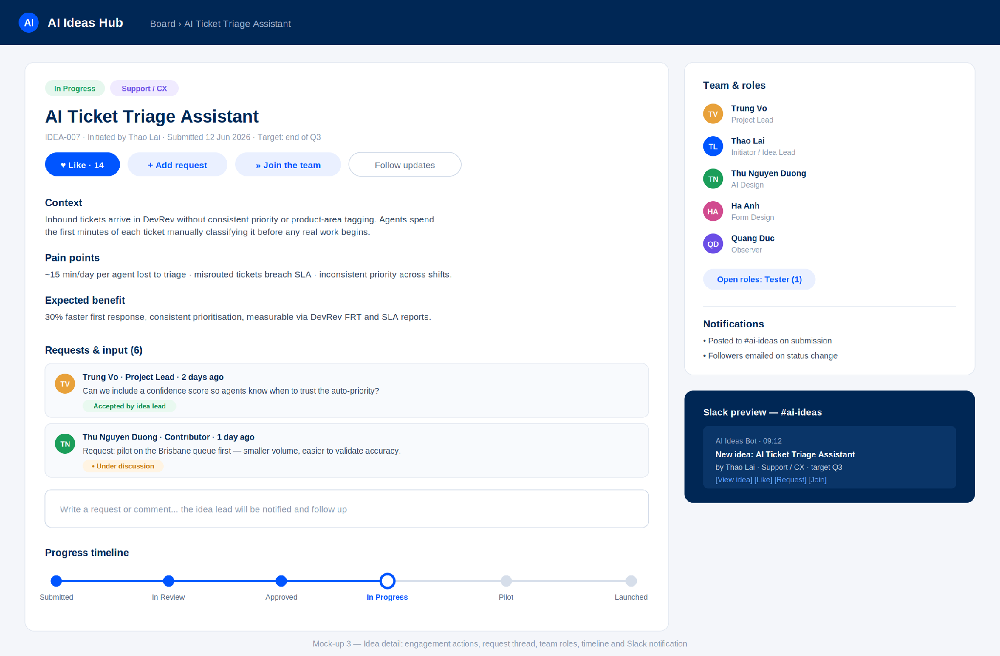 AI
AI Ideas Hub
Board › AI Ticket Triage Assistant
In Progress
Support / CX
AI Ticket Triage Assistant
IDEA-007 · Initiated by Thao Lai · Submitted 12 Jun 2026 · Target: end of Q3
♥ Like · 14
+ Add request
» Join the team
Follow updates
Context
Inbound tickets arrive in DevRev without consistent priority or product-area tagging. Agents spend
the first minutes of each ticket manually classifying it before any real work begins.
Pain points
~15 min/day per agent lost to triage · misrouted tickets breach SLA · inconsistent priority across shifts.
Expected benefit
30% faster first response, consistent prioritisation, measurable via DevRev FRT and SLA reports.
Requests & input (6)
TV
Trung Vo · Project Lead · 2 days ago
Can we include a confidence score so agents know when to trust the auto-priority?
Accepted by idea lead
TN
Thu Nguyen Duong · Contributor · 1 day ago
Request: pilot on the Brisbane queue first — smaller volume, easier to validate accuracy.
• Under discussion
Write a request or comment... the idea lead will be notified and follow up
Progress timeline
Submitted
In Review
Approved
In Progress
Pilot
Launched
Team & roles
TV
Trung Vo
Project Lead
TL
Thao Lai
Initiator / Idea Lead
TN
Thu Nguyen Duong
AI Design
HA
Ha Anh
Form Design
QD
Quang Duc
Observer
Open roles: Tester (1)
Notifications
• Posted to #ai-ideas on submission
• Followers emailed on status change
Slack preview — #ai-ideas
AI Ideas Bot · 09:12
New idea: AI Ticket Triage Assistant
by Thao Lai · Support / CX · target Q3
[View idea] [Like] [Request] [Join]
Mock-up 3 — Idea detail: engagement actions, request thread, team roles, timeline and Slack notification